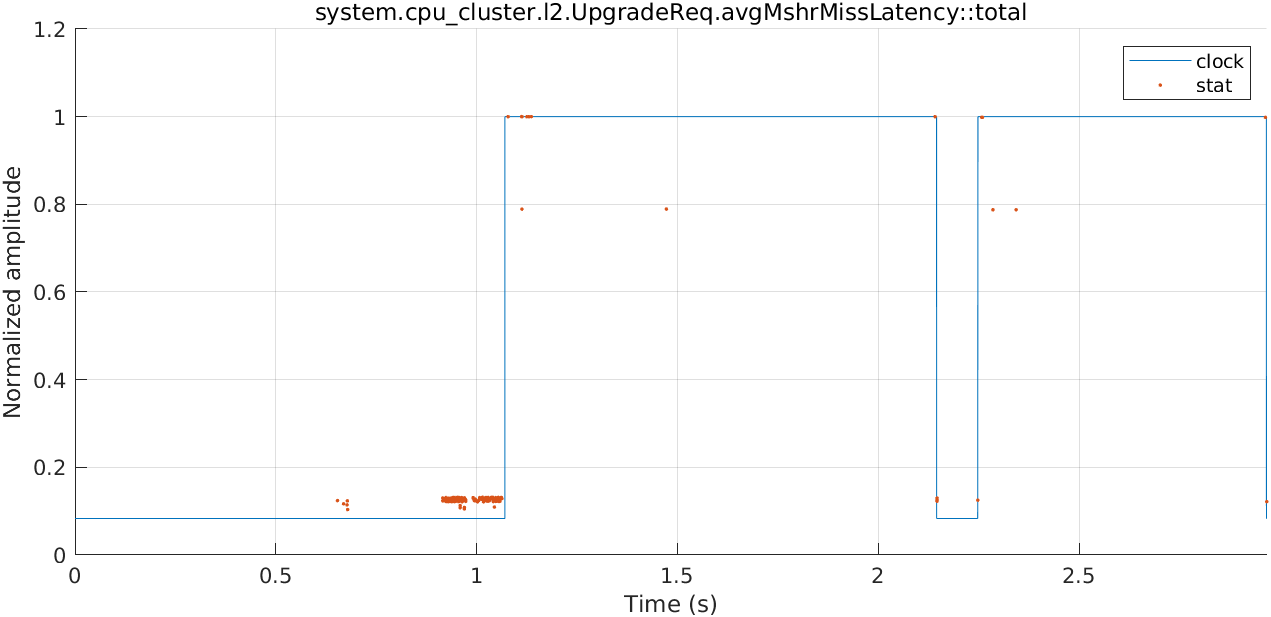 system.cpu_cluster.l2.UpgradeReq.avgMshrMissLatency::total
1.2
1
0.8
0.6
0.4
0.2
0
Normalized amplitude
clock
stat
0 0.5 1 1.5 2 2.5
Time (s)